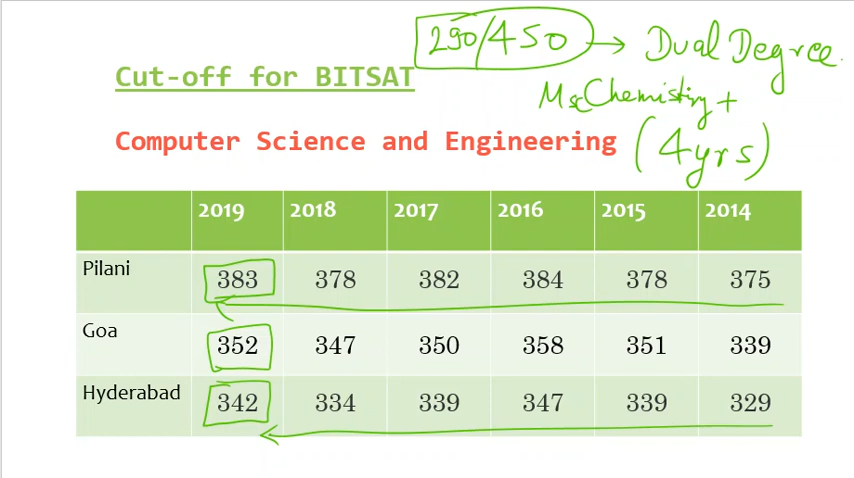 290/450 → Dual Degree.
Cut-off for BITSAT
Msc Chemistry +
Computer Science and Engineering (4yrs)
2019 2018 2017 2016 2015 2014
Pilani 383 378 382 384 378 375
Goa 352 347 350 358 351 339
Hyderabad 342 334 339 347 339 329